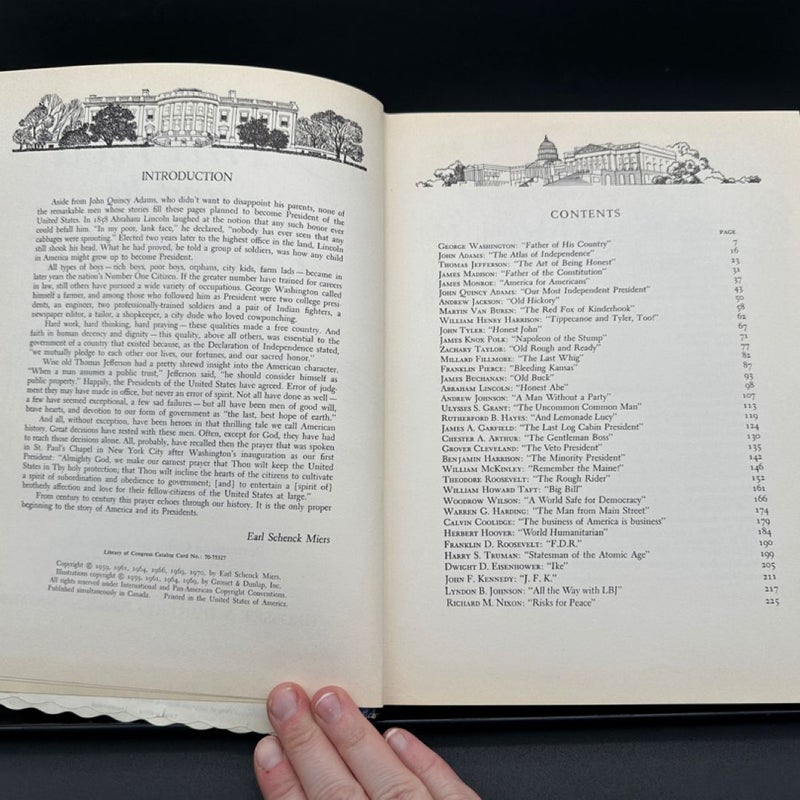 INTRODUCTION
Aside from John Quincy Adams, who didn't want to disappoint his parents, none of
the remarkable men whose stories fill these pages planned to become President of the
United States. In 1858 Abraham Lincoln laughed at the notion that any such honor ever
could befall him. "In my poor, lank face," he declared, "nobody has ever seen that any
cabbages were sprouting." Elected two years later to the highest office in the land, Lincoln
still shook his head. What he had proved, he told a group of soldiers, was how any child
in America might grow up to become President.
All types of boys — rich boys, poor boys, orphans, city kids, farm lads — became in
later years the nation's Number One Citizen. If the greater number have trained for careers
in law, still others have pursued a wide variety of occupations. George Washington called
himself a farmer, and among those who followed him as President were two college presi-
dents, an engineer, two professionally-trained soldiers and a pair of Indian fighters, a
newspaper editor, a tailor, a shopkeeper, a city dude who loved cowpunching.
Hard work, hard thinking, hard praying — these qualities made a free country. And
faith in human decency and dignity — this quality, above all others, was essential to the
government of a country that existed because, as the Declaration of Independence stated,
"we mutually pledge to each other our lives, our fortunes, and our sacred honor."
Wise old Thomas Jefferson had a pretty shrewd insight into the American character.
"When a man assumes a public trust," Jefferson said, "he should consider himself as
public property." Happily, the Presidents of the United States have agreed. Error of judg-
ment they may have made in office, but never an error of spirit. Not all have done as well —
a few have seemed exceptional, a few sad failures — but all have been men of good will,
brave hearts, and devotion to our form of government as "the last, best hope of earth."
And all, without exception, have been heroes in that thrilling tale we call American
history. Great decisions have rested with these men. Often, except for God, they have had
to reach those decisions alone. All, probably, have recalled then the prayer that was spoken
in St. Paul's Chapel in New York City after Washington's inauguration as our first
President: "Almighty God, we make our earnest prayer that Thou wilt keep the United
States in Thy holy protection; that Thou wilt incline the hearts of the citizens to cultivate
a spirit of subordination and obedience to government; [and] to entertain a [spirit of]
brotherly affection and love for their fellow-citizens of the United States at large."
From century to century this prayer echoes through our history. It is the only proper
beginning to the story of America and its Presidents.
Earl Schenck Miers
Library of Congress Catalog Card No.: 70-75327
Copyright © 1959, 1961, 1964, 1966, 1969, 1970, by Earl Schenck Miers.
Illustrations copyright © 1959, 1961, 1964, 1969, by Grosset & Dunlap, Inc.
All rights reserved under International and Pan-American Copyright Conventions.
Published simultaneously in Canada. Printed in the United States of America.
CONTENTS
PAGE
GEORGE WASHINGTON: "Father of His Country" 7
JOHN ADAMS: "The Atlas of Independence" 16
THOMAS JEFFERSON: "The Art of Being Honest" 23
JAMES MADISON: "Father of the Constitution" 31
JAMES MONROE: "America for Americans" 37
JOHN QUINCY ADAMS: "Our Most Independent President" 43
ANDREW JACKSON: "Old Hickory" 50
MARTIN VAN BUREN: "The Red Fox of Kinderhook" 58
WILLIAM HENRY HARRISON: "Tippecanoe and Tyler, Too!" 62
JOHN TYLER: "Honest John" 67
JAMES KNOX POLK: "Napoleon of the Stump" 71
ZACHARY TAYLOR: "Old Rough and Ready" 77
MILLARD FILLMORE: "The Last Whig" 82
FRANKLIN PIERCE: "Bleeding Kansas" 87
JAMES BUCHANAN: "Old Buck" 93
ABRAHAM LINCOLN: "Honest Abe" 98
ANDREW JOHNSON: "A Man Without a Party" 107
ULYSSES S. GRANT: "The Uncommon Common Man" 113
RUTHERFORD B. HAYES: "And Lemonade Lucy" 119
JAMES A. GARFIELD: "The Last Log Cabin President" 124
CHESTER A. ARTHUR: "The Gentleman Boss" 130
GROVER CLEVELAND: "The Veto President" 135
BENJAMIN HARRISON: "The Minority President" 142
WILLIAM MCKINLEY: "Remember the Maine!" 146
THEODORE ROOSEVELT: "The Rough Rider" 152
WILLIAM HOWARD TAFT: "Big Bill" 161
WOODROW WILSON: "A World Safe for Democracy" 166
WARREN G. HARDING: "The Man from Main Street" 174
CALVIN COOLIDGE: "The business of America is business" 179
HERBERT HOOVER: "World Humanitarian" 184
FRANKLIN D. ROOSEVELT: "F.D.R." 190
HARRY S. TRUMAN: "Statesman of the Atomic Age" 199
DWIGHT D. EISENHOWER: "Ike" 205
JOHN F. KENNEDY: "J. F. K." 211
LYNDON B. JOHNSON: "All the Way with LBJ" 217
RICHARD M. NIXON: "Risks for Peace" 225